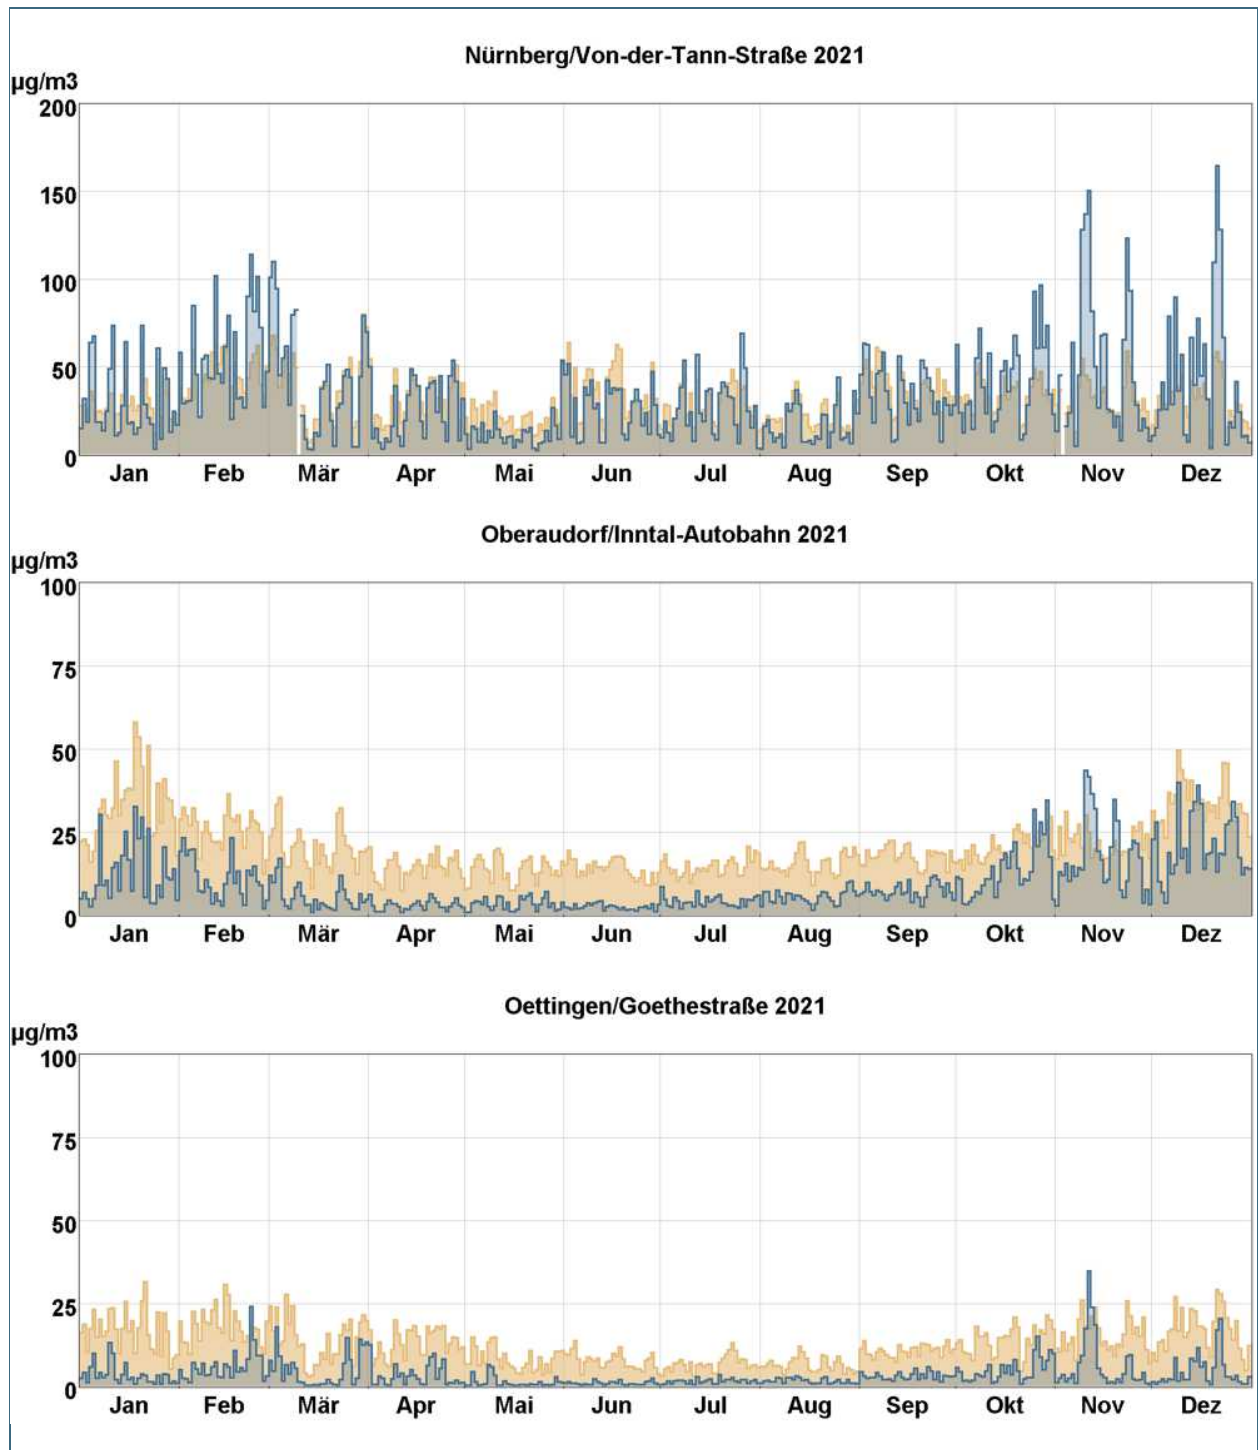 Nürnberg/Von-der-Tann-Straße 2021
µg/m3
200
150
100
50
0
Jan Feb Mär Apr Mai Jun Jul Aug Sep Okt Nov Dez
Oberaudorf/Inntal-Autobahn 2021
µg/m3
100
75
50
25
0
Jan Feb Mär Apr Mai Jun Jul Aug Sep Okt Nov Dez
Oettingen/Goethestraße 2021
µg/m3
100
75
50
25
0
Jan Feb Mär Apr Mai Jun Jul Aug Sep Okt Nov Dez